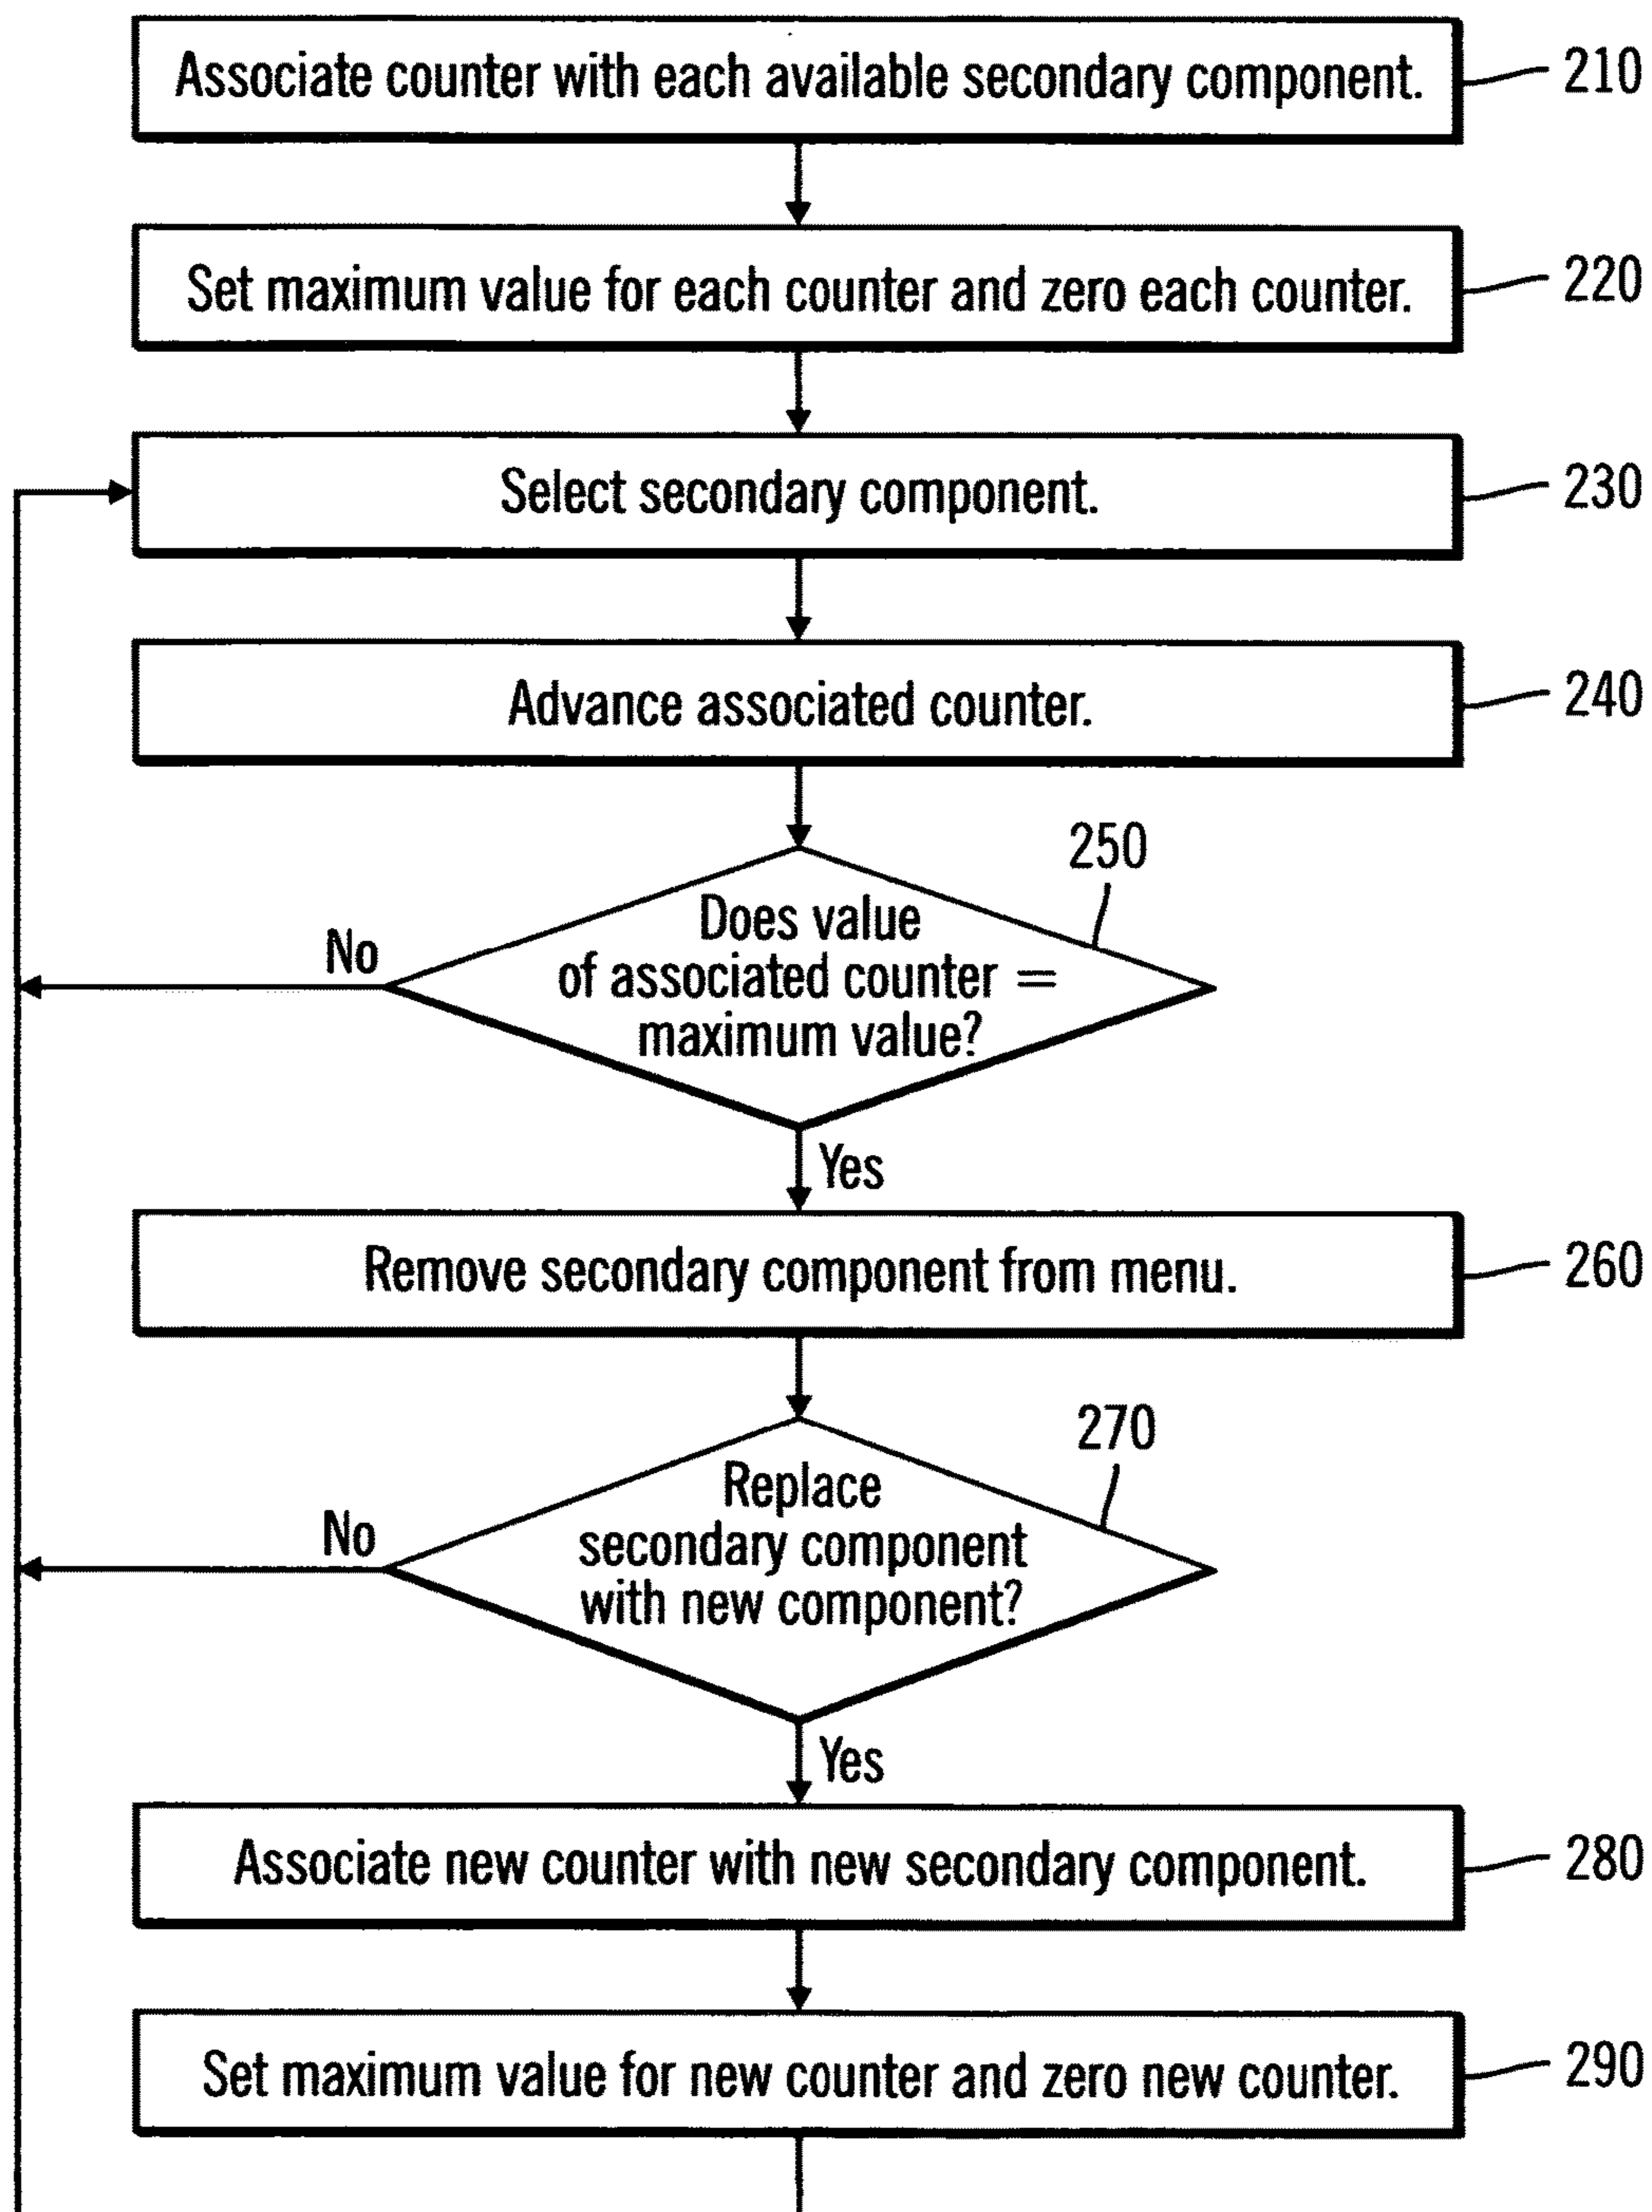 Associate counter with each available secondary component.
210
Set maximum value for each counter and zero each counter.
220
Select secondary component.
230
Advance associated counter.
240
250
Does value
of associated counter =
maximum value?
No
Yes
Remove secondary component from menu.
260
270
Replace
secondary component
with new component?
No
Yes
Associate new counter with new secondary component.
280
Set maximum value for new counter and zero new counter.
290